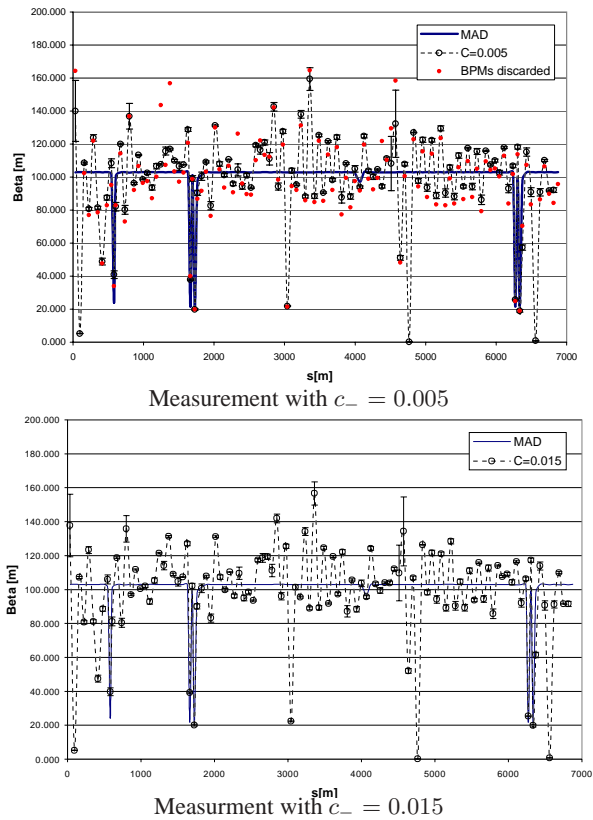 200.000
180.000
160.000
140.000
120.000
100.000
80.000
60.000
40.000
20.000
0.000
Beta [m]
MAD
C=0.005
BPMs discarded
0 1000 2000 3000 4000 5000 6000 7000
s[m]
Measurement with c₋ = 0.005
200.000
180.000
160.000
140.000
120.000
100.000
80.000
60.000
40.000
20.000
0.000
Beta [m]
MAD
C=0.015
0 1000 2000 3000 4000 5000 6000 7000
s[m]
Measurment with c₋ = 0.015